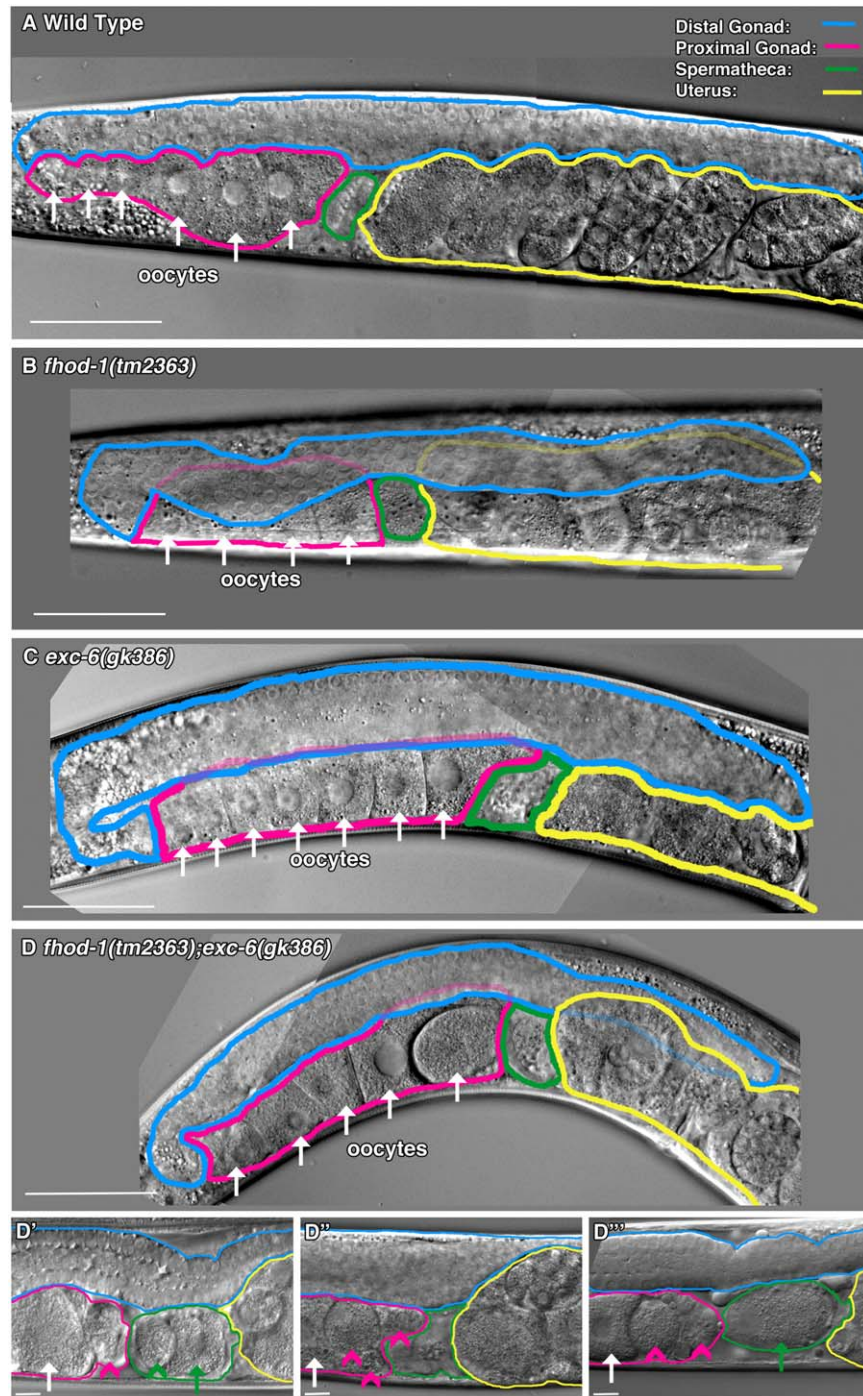 A Wild Type
Distal Gonad:
Proximal Gonad:
Spermatheca:
Uterus:
oocytes
B fhod-1(tm2363)
oocytes
C exc-6(gk386)
oocytes
D fhod-1(tm2363);exc-6(gk386)
oocytes
D' D" D"'